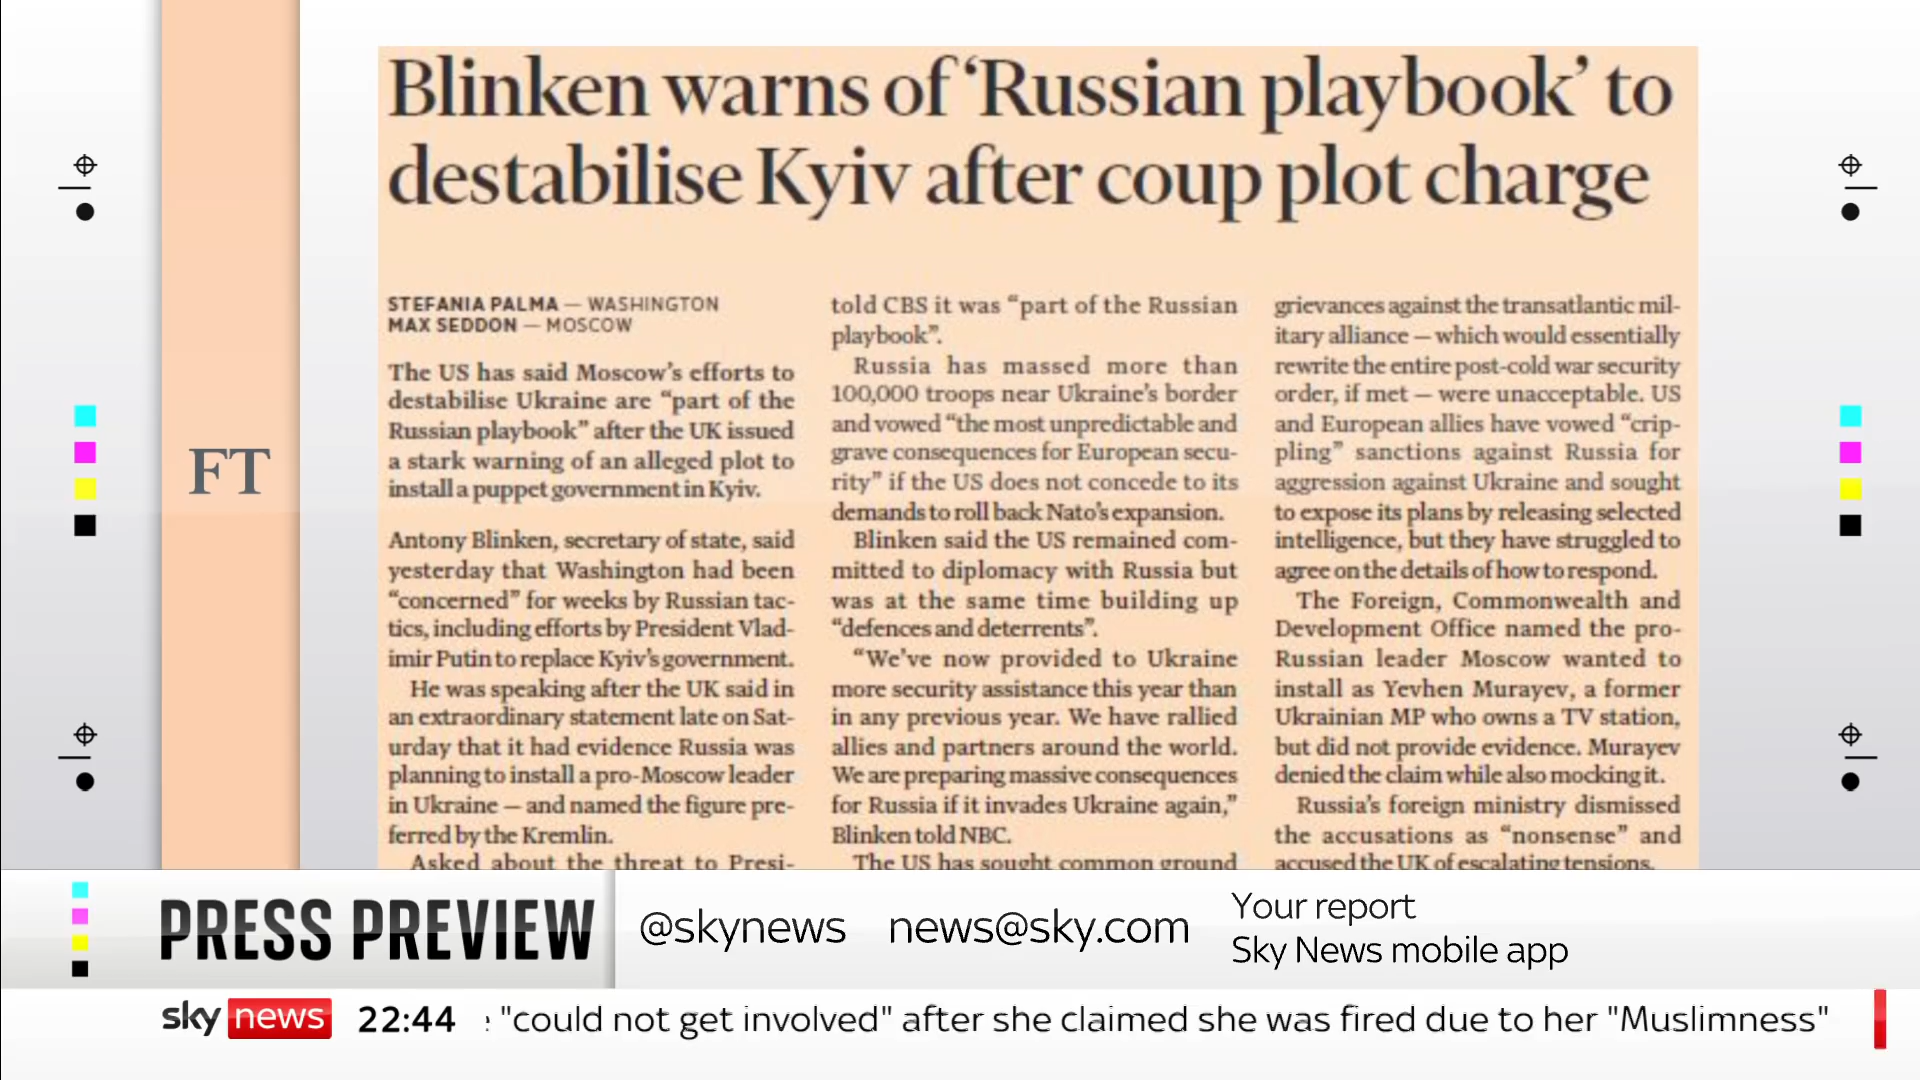 Blinken warns of ‘Russian playbook’ to
destabilise Kyiv after coup plot charge
FT
STEFANIA PALMA — WASHINGTON
MAX SEDDON — MOSCOW
The US has said Moscow’s efforts to
destabilise Ukraine are “part of the
Russian playbook” after the UK issued
a stark warning of an alleged plot to
install a puppet government in Kyiv.
Antony Blinken, secretary of state, said
yesterday that Washington had been
“concerned” for weeks by Russian tac-
tics, including efforts by President Vlad-
imir Putin to replace Kyiv’s government.
He was speaking after the UK said in
an extraordinary statement late on Sat-
urday that it had evidence Russia was
planning to install a pro-Moscow leader
in Ukraine — and named the figure pre-
ferred by the Kremlin.
Asked about the threat to Presi-
told CBS it was “part of the Russian
playbook”.
Russia has massed more than
100,000 troops near Ukraine’s border
and vowed “the most unpredictable and
grave consequences for European secu-
rity” if the US does not concede to its
demands to roll back Nato’s expansion.
Blinken said the US remained com-
mitted to diplomacy with Russia but
was at the same time building up
“defences and deterrents”.
“We’ve now provided to Ukraine
more security assistance this year than
in any previous year. We have rallied
allies and partners around the world.
We are preparing massive consequences
for Russia if it invades Ukraine again,”
Blinken told NBC.
The US has sought common ground
grievances against the transatlantic mil-
itary alliance — which would essentially
rewrite the entire post-cold war security
order, if met — were unacceptable. US
and European allies have vowed “crip-
pling” sanctions against Russia for
aggression against Ukraine and sought
to expose its plans by releasing selected
intelligence, but they have struggled to
agree on the details of how to respond.
The Foreign, Commonwealth and
Development Office named the pro-
Russian leader Moscow wanted to
install as Yevhen Murayev, a former
Ukrainian MP who owns a TV station,
but did not provide evidence. Murayev
denied the claim while also mocking it.
Russia’s foreign ministry dismissed
the accusations as “nonsense” and
accused the UK of escalating tensions.
PRESS PREVIEW
@skynews news@sky.com
Your report
Sky News mobile app
sky news 22:44 "could not get involved" after she claimed she was fired due to her "Muslimness"